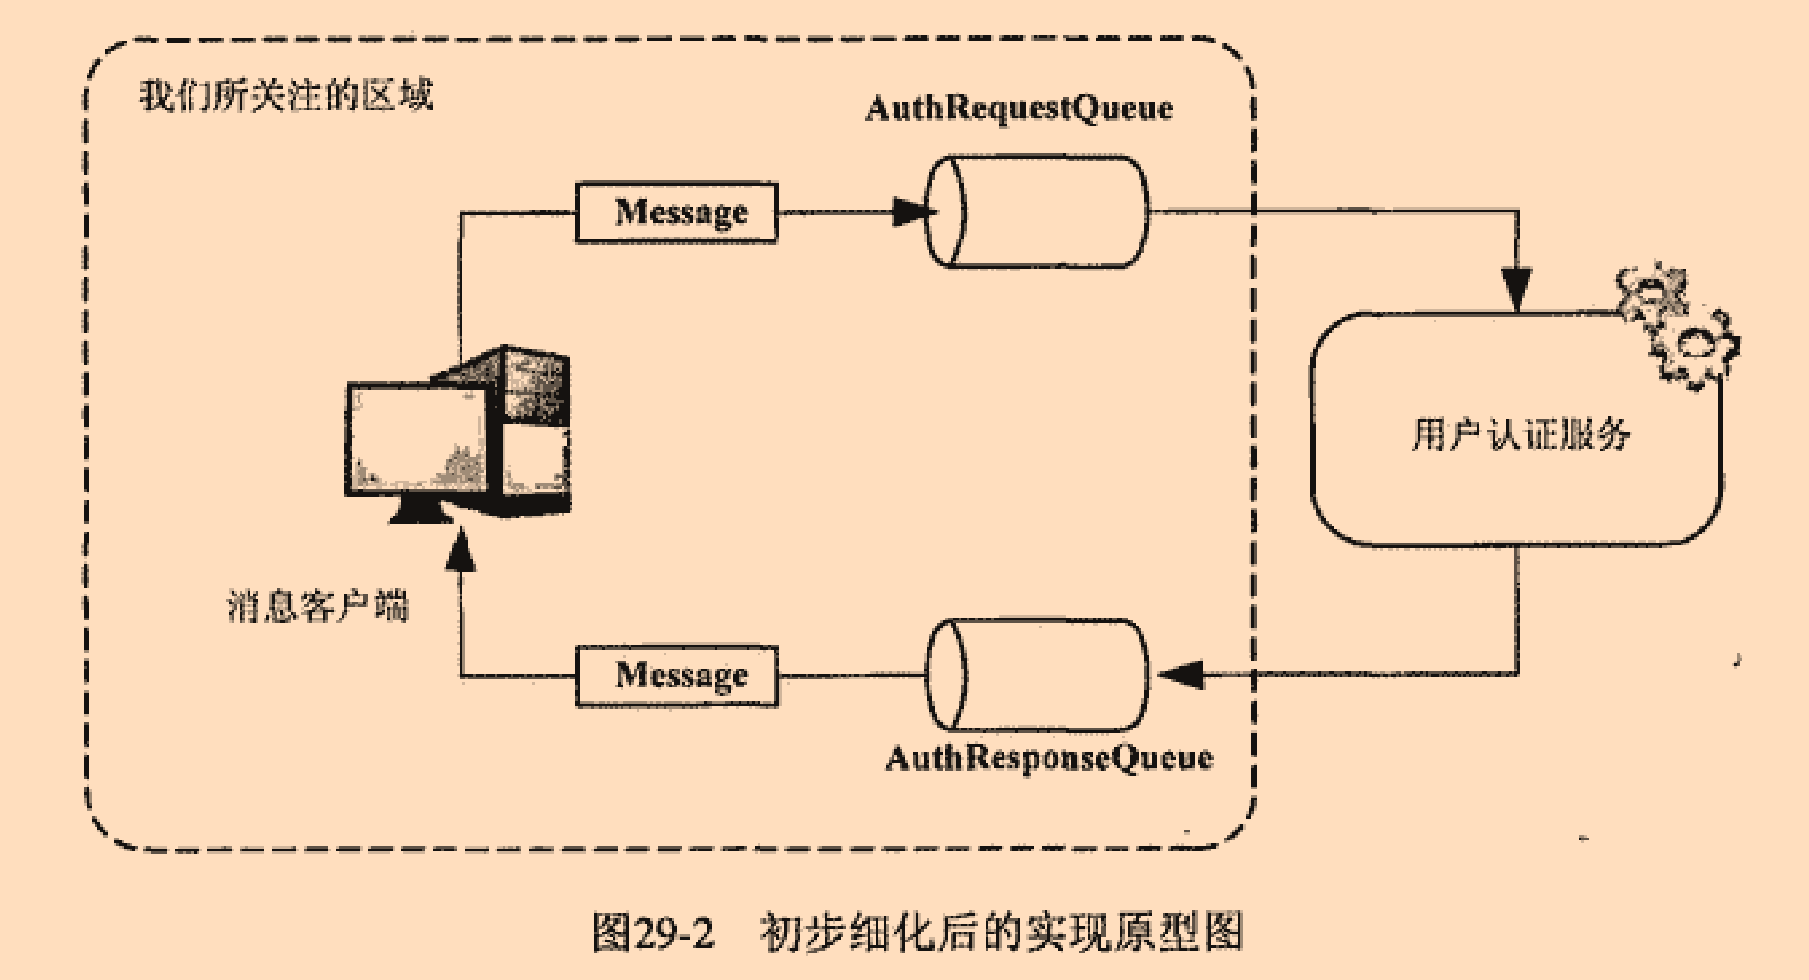 我们所关注的区域
AuthRequestQueue
Message
用户认证服务
消息客户端
Message
AuthResponseQueue
图29-2 初步细化后的实现原型图